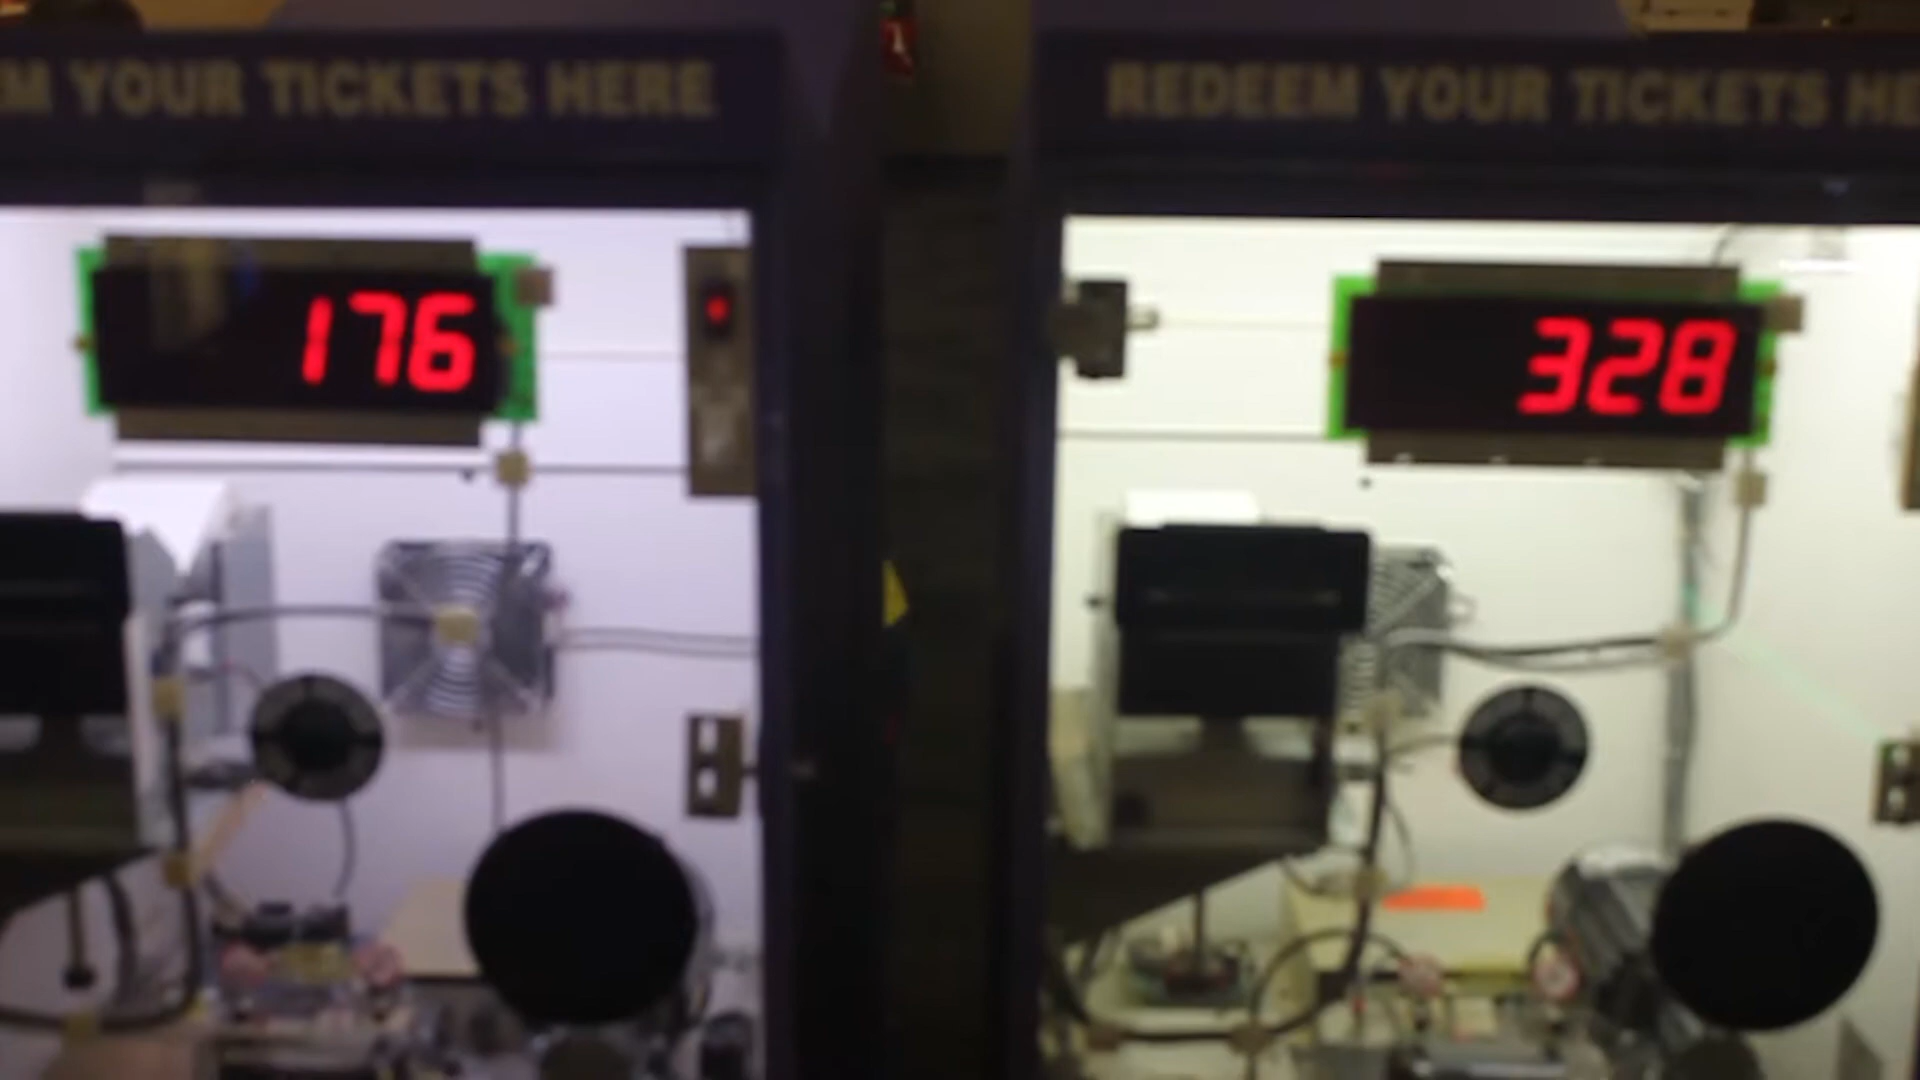 M YOUR TICKETS HERE
REDEEM YOUR TICKETS HE
176
328